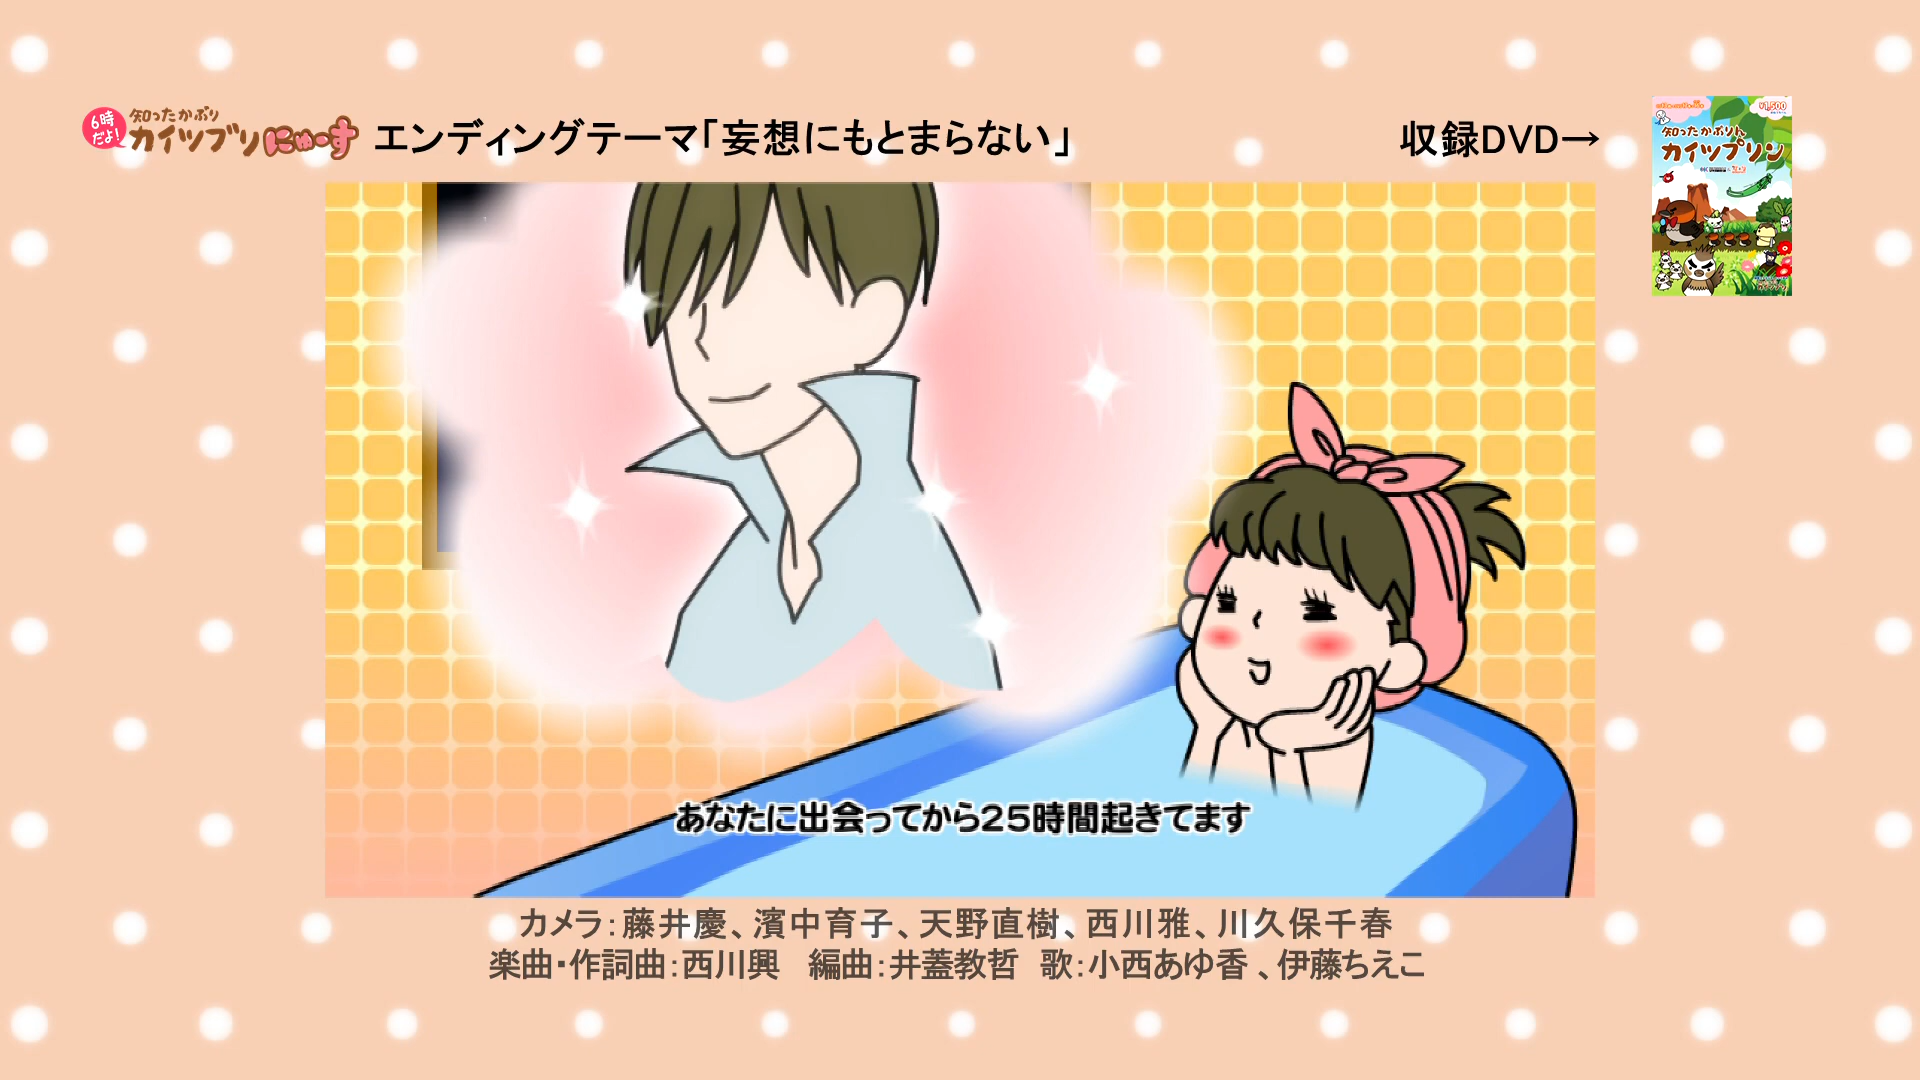 6時だよ!
知ったかぶり
カイツブリにゅーす
エンディングテーマ「妄想にもとまらない」
収録DVD→
¥1,500
知ったかぶりん
カイツブリン
あなたに出会ってから25時間起きてます
カメラ：藤井慶、濱中育子、天野直樹、西川雅、川久保千春
楽曲・作詞曲：西川興　編曲：井蓋教哲　歌：小西あゆ香 、伊藤ちえこ